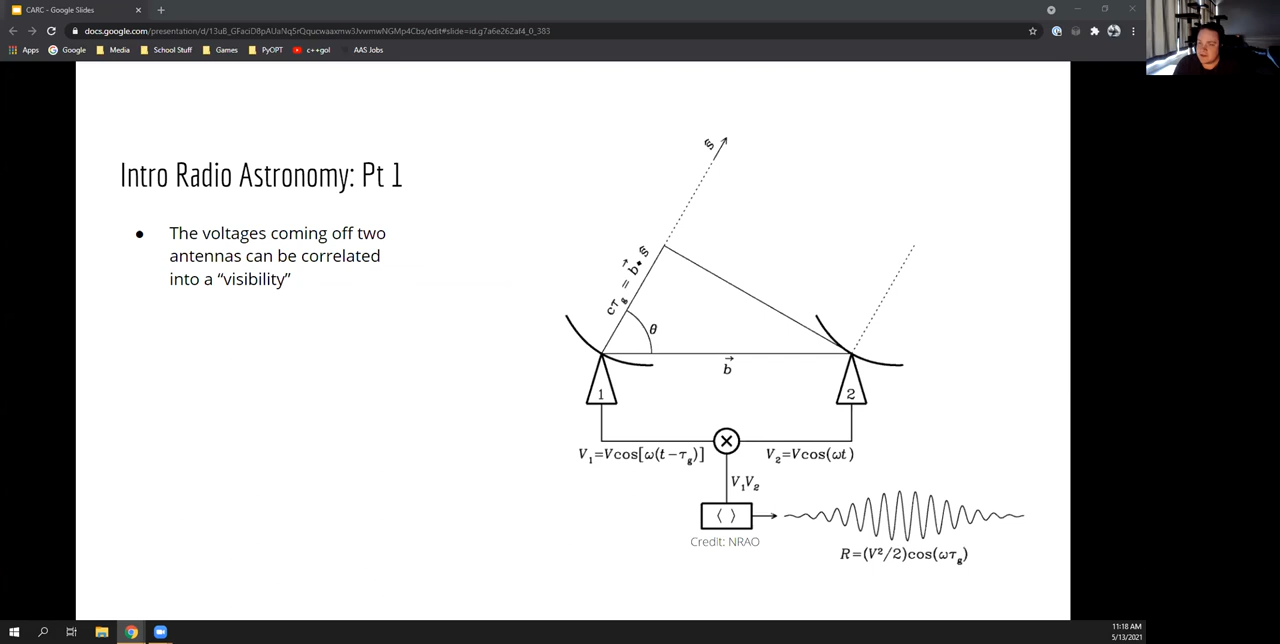 CARC - Google Slides
docs.google.com/presentation/d/13u8_GFaciD8pAUaNq5rQqucwaaxmw3JvwmwNGMp4Cbs/edit#slide=id.g7a6e262af4_0_383
Apps Google Media School Stuff Games PyOPT c++gol AAS Jobs
Intro Radio Astronomy: Pt 1
● The voltages coming off two
antennas can be correlated
into a “visibility”
ŝ
cτg = b⃗•ŝ
θ
b⃗
1
2
V1=Vcos[ω(t−τg)]
V2=Vcos(ωt)
V1V2
⟨ ⟩
Credit: NRAO
R=(V²/2)cos(ωτg)
11:18 AM
5/13/2021